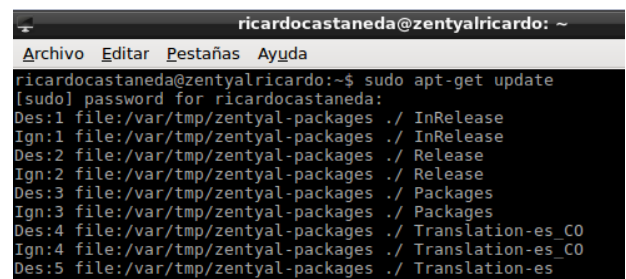 ricardocastaneda@zentyalricardo: ~
Archivo Editar Pestañas Ayuda
ricardocastaneda@zentyalricardo:~$ sudo apt-get update
[sudo] password for ricardocastaneda:
Des:1 file:/var/tmp/zentyal-packages ./ InRelease
Ign:1 file:/var/tmp/zentyal-packages ./ InRelease
Des:2 file:/var/tmp/zentyal-packages ./ Release
Ign:2 file:/var/tmp/zentyal-packages ./ Release
Des:3 file:/var/tmp/zentyal-packages ./ Packages
Ign:3 file:/var/tmp/zentyal-packages ./ Packages
Des:4 file:/var/tmp/zentyal-packages ./ Translation-es_CO
Ign:4 file:/var/tmp/zentyal-packages ./ Translation-es_CO
Des:5 file:/var/tmp/zentyal-packages ./ Translation-es